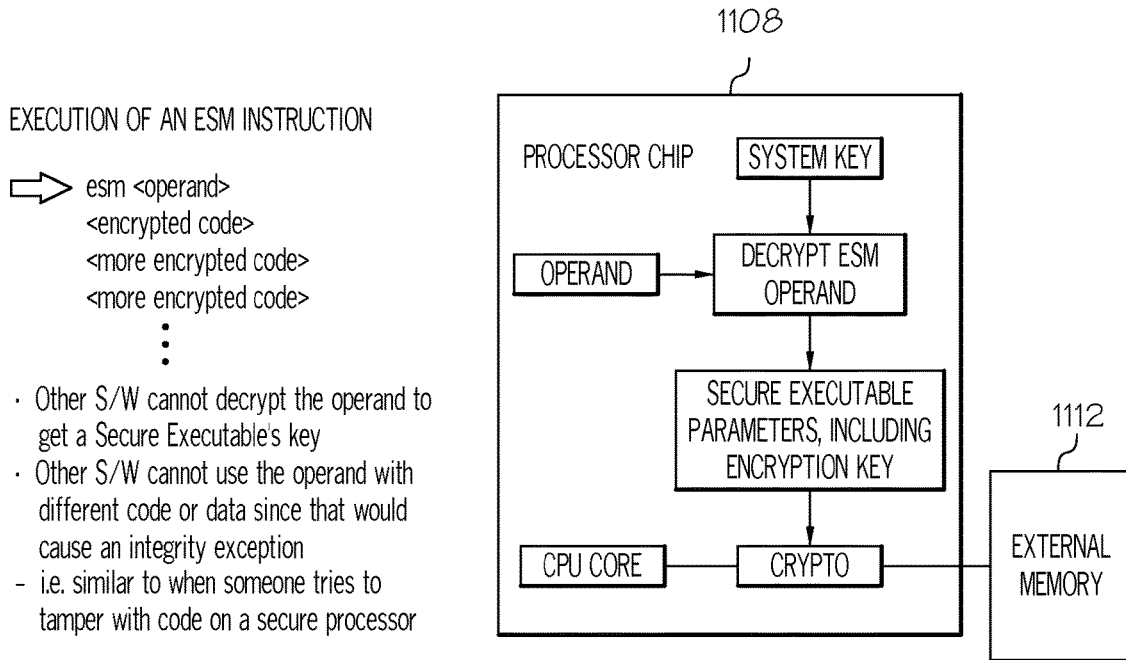 1108
EXECUTION OF AN ESM INSTRUCTION
esm <operand>
<encrypted code>
<more encrypted code>
<more encrypted code>
· Other S/W cannot decrypt the operand to
get a Secure Executable's key
· Other S/W cannot use the operand with
different code or data since that would
cause an integrity exception
- i.e. similar to when someone tries to
tamper with code on a secure processor
PROCESSOR CHIP
SYSTEM KEY
OPERAND
DECRYPT ESM
OPERAND
SECURE EXECUTABLE
PARAMETERS, INCLUDING
ENCRYPTION KEY
CPU CORE
CRYPTO
1112
EXTERNAL
MEMORY